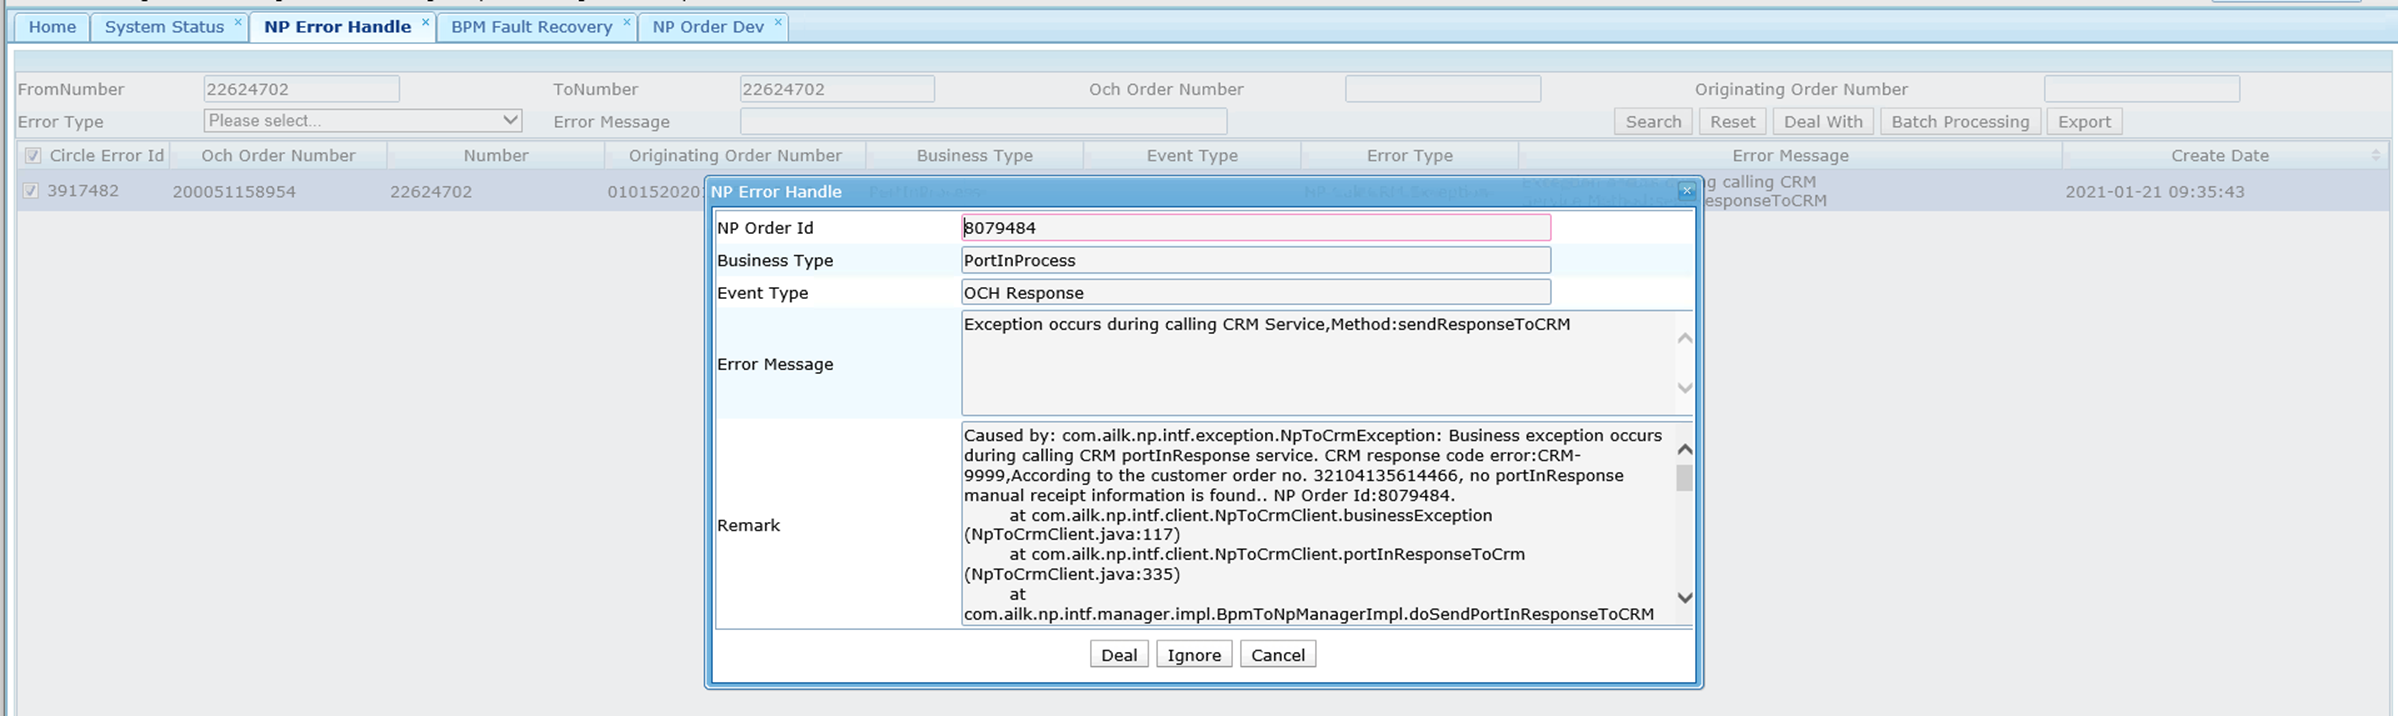 Home
System Status
NP Error Handle
BPM Fault Recovery
NP Order Dev
FromNumber 22624702 ToNumber 22624702 Och Order Number Originating Order Number
Error Type Please select... Error Message Search Reset Deal With Batch Processing Export
Circle Error Id Och Order Number Number Originating Order Number Business Type Event Type Error Type Error Message Create Date
3917482 200051158954 22624702 010152020 2021-01-21 09:35:43
g calling CRM
esponseToCRM
NP Error Handle
NP Order Id 8079484
Business Type PortInProcess
Event Type OCH Response
Error Message
Exception occurs during calling CRM Service,Method:sendResponseToCRM
Remark
Caused by: com.ailk.np.intf.exception.NpToCrmException: Business exception occurs
during calling CRM portInResponse service. CRM response code error:CRM-
9999,According to the customer order no. 32104135614466, no portInResponse
manual receipt information is found.. NP Order Id:8079484.
at com.ailk.np.intf.client.NpToCrmClient.businessException
(NpToCrmClient.java:117)
at com.ailk.np.intf.client.NpToCrmClient.portInResponseToCrm
(NpToCrmClient.java:335)
at
com.ailk.np.intf.manager.impl.BpmToNpManagerImpl.doSendPortInResponseToCRM
Deal Ignore Cancel